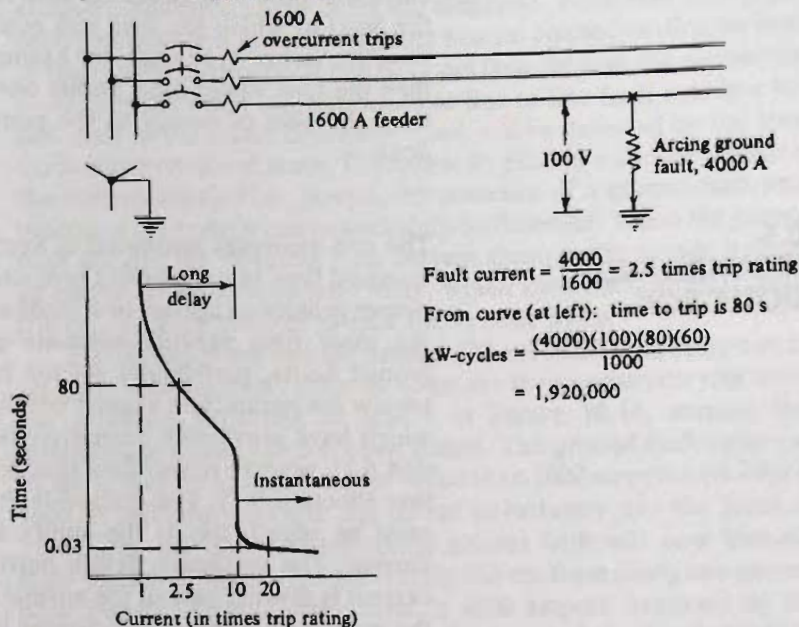 1600 A
overcurrent trips
1600 A feeder
100 V
Arcing ground
fault, 4000 A
Long
delay
80
Instantaneous
0.03
Time (seconds)
1 2.5 10 20
Current (in times trip rating)
Fault current = 4000/1600 = 2.5 times trip rating
From curve (at left): time to trip is 80 s
kW-cycles = (4000)(100)(80)(60)/1000
= 1,920,000